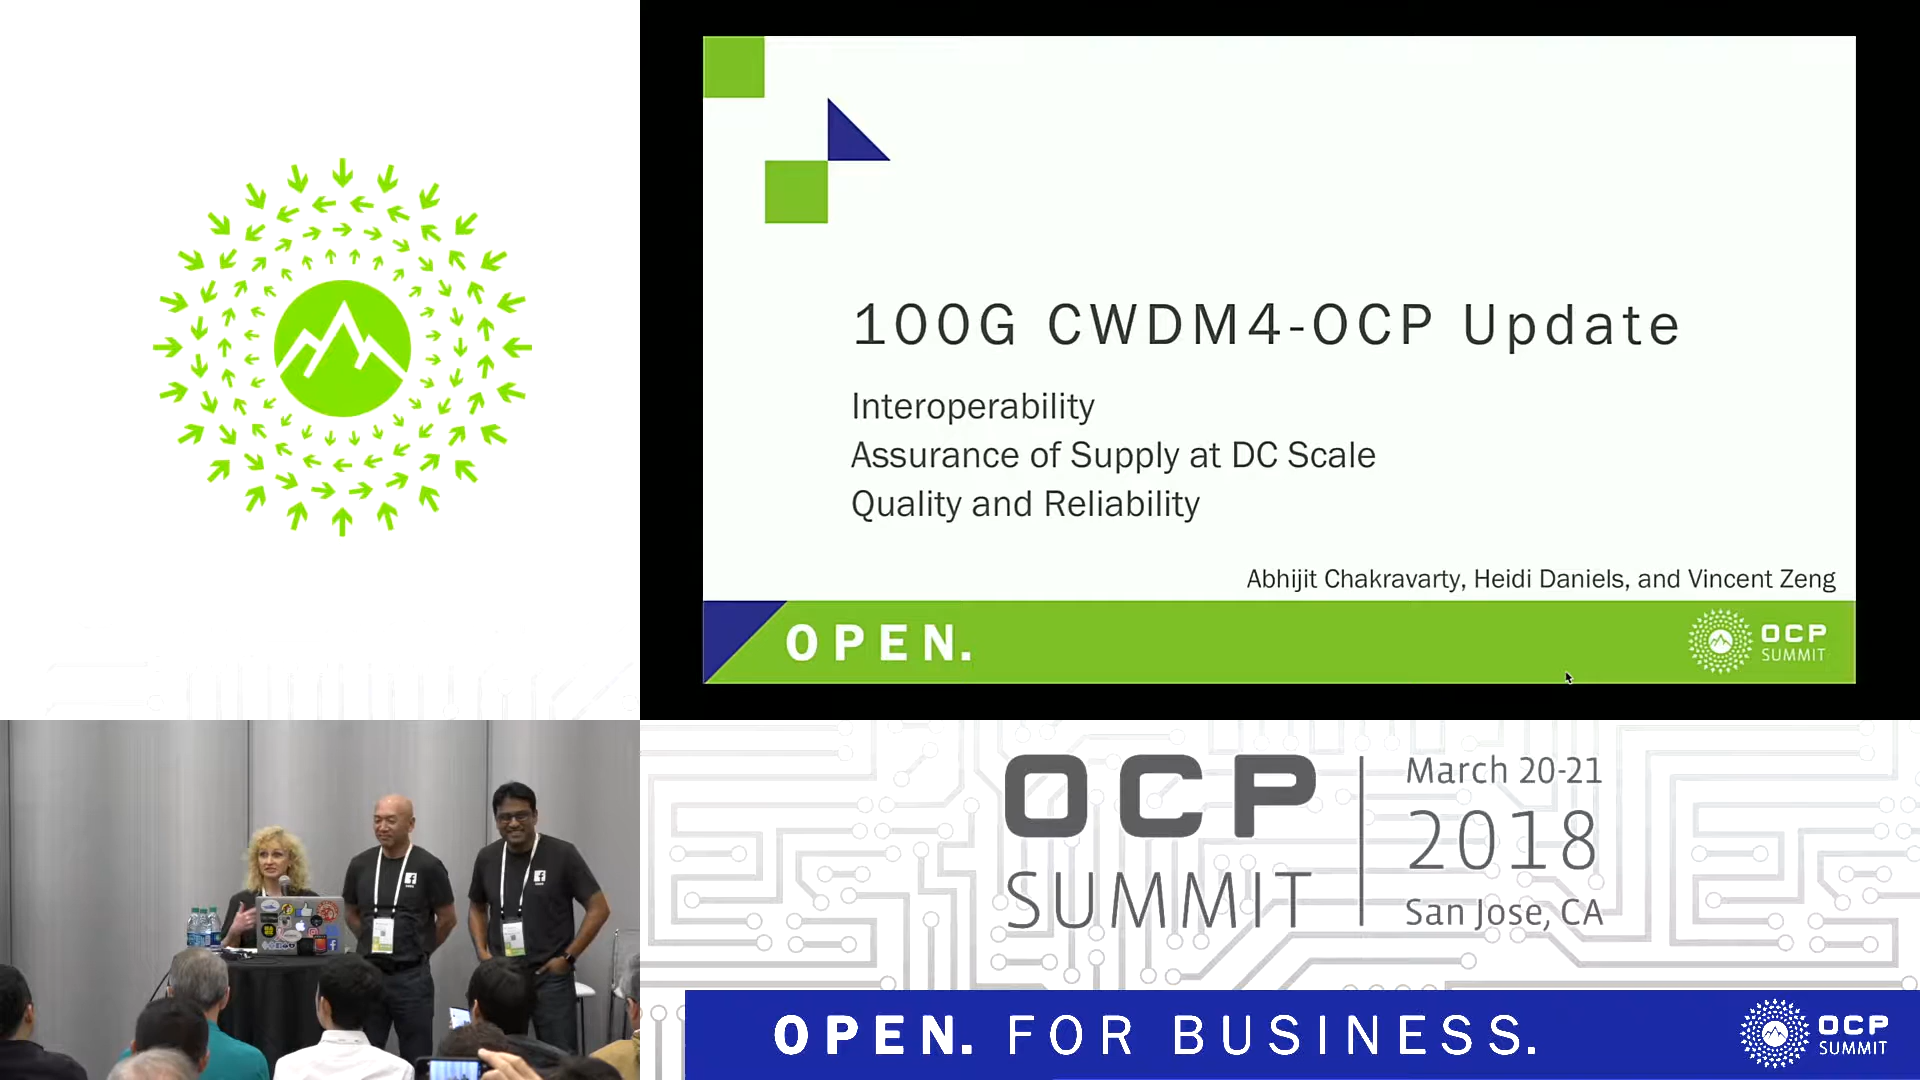 100G CWDM4-OCP Update
Interoperability
Assurance of Supply at DC Scale
Quality and Reliability
Abhijit Chakravarty, Heidi Daniels, and Vincent Zeng
OPEN.
OCP
SUMMIT
OCP
SUMMIT
March 20-21
2018
San Jose, CA
OPEN. FOR BUSINESS.
OCP
SUMMIT